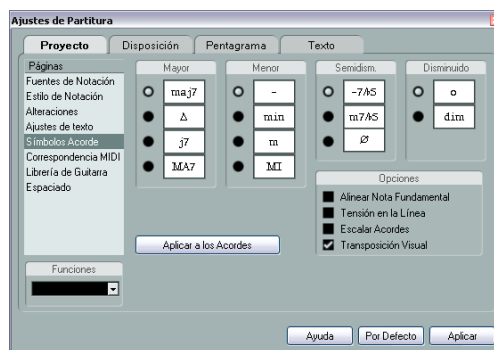 Ajustes de Partitura
Proyecto Disposición Pentagrama Texto
Páginas
Fuentes de Notación
Estilo de Notación
Alteraciones
Ajustes de texto
Símbolos Acorde
Correspondencia MIDI
Librería de Guitarra
Espaciado
Funciones
Mayor
maj7
Δ
j7
MA7
Menor
-
min
m
MI
Semidism.
-7/♭5
m7/♭5
Ø
Disminuido
o
dim
Opciones
Alinear Nota Fundamental
Tensión en la Línea
Escalar Acordes
Transposición Visual
Aplicar a los Acordes
Ayuda Por Defecto Aplicar